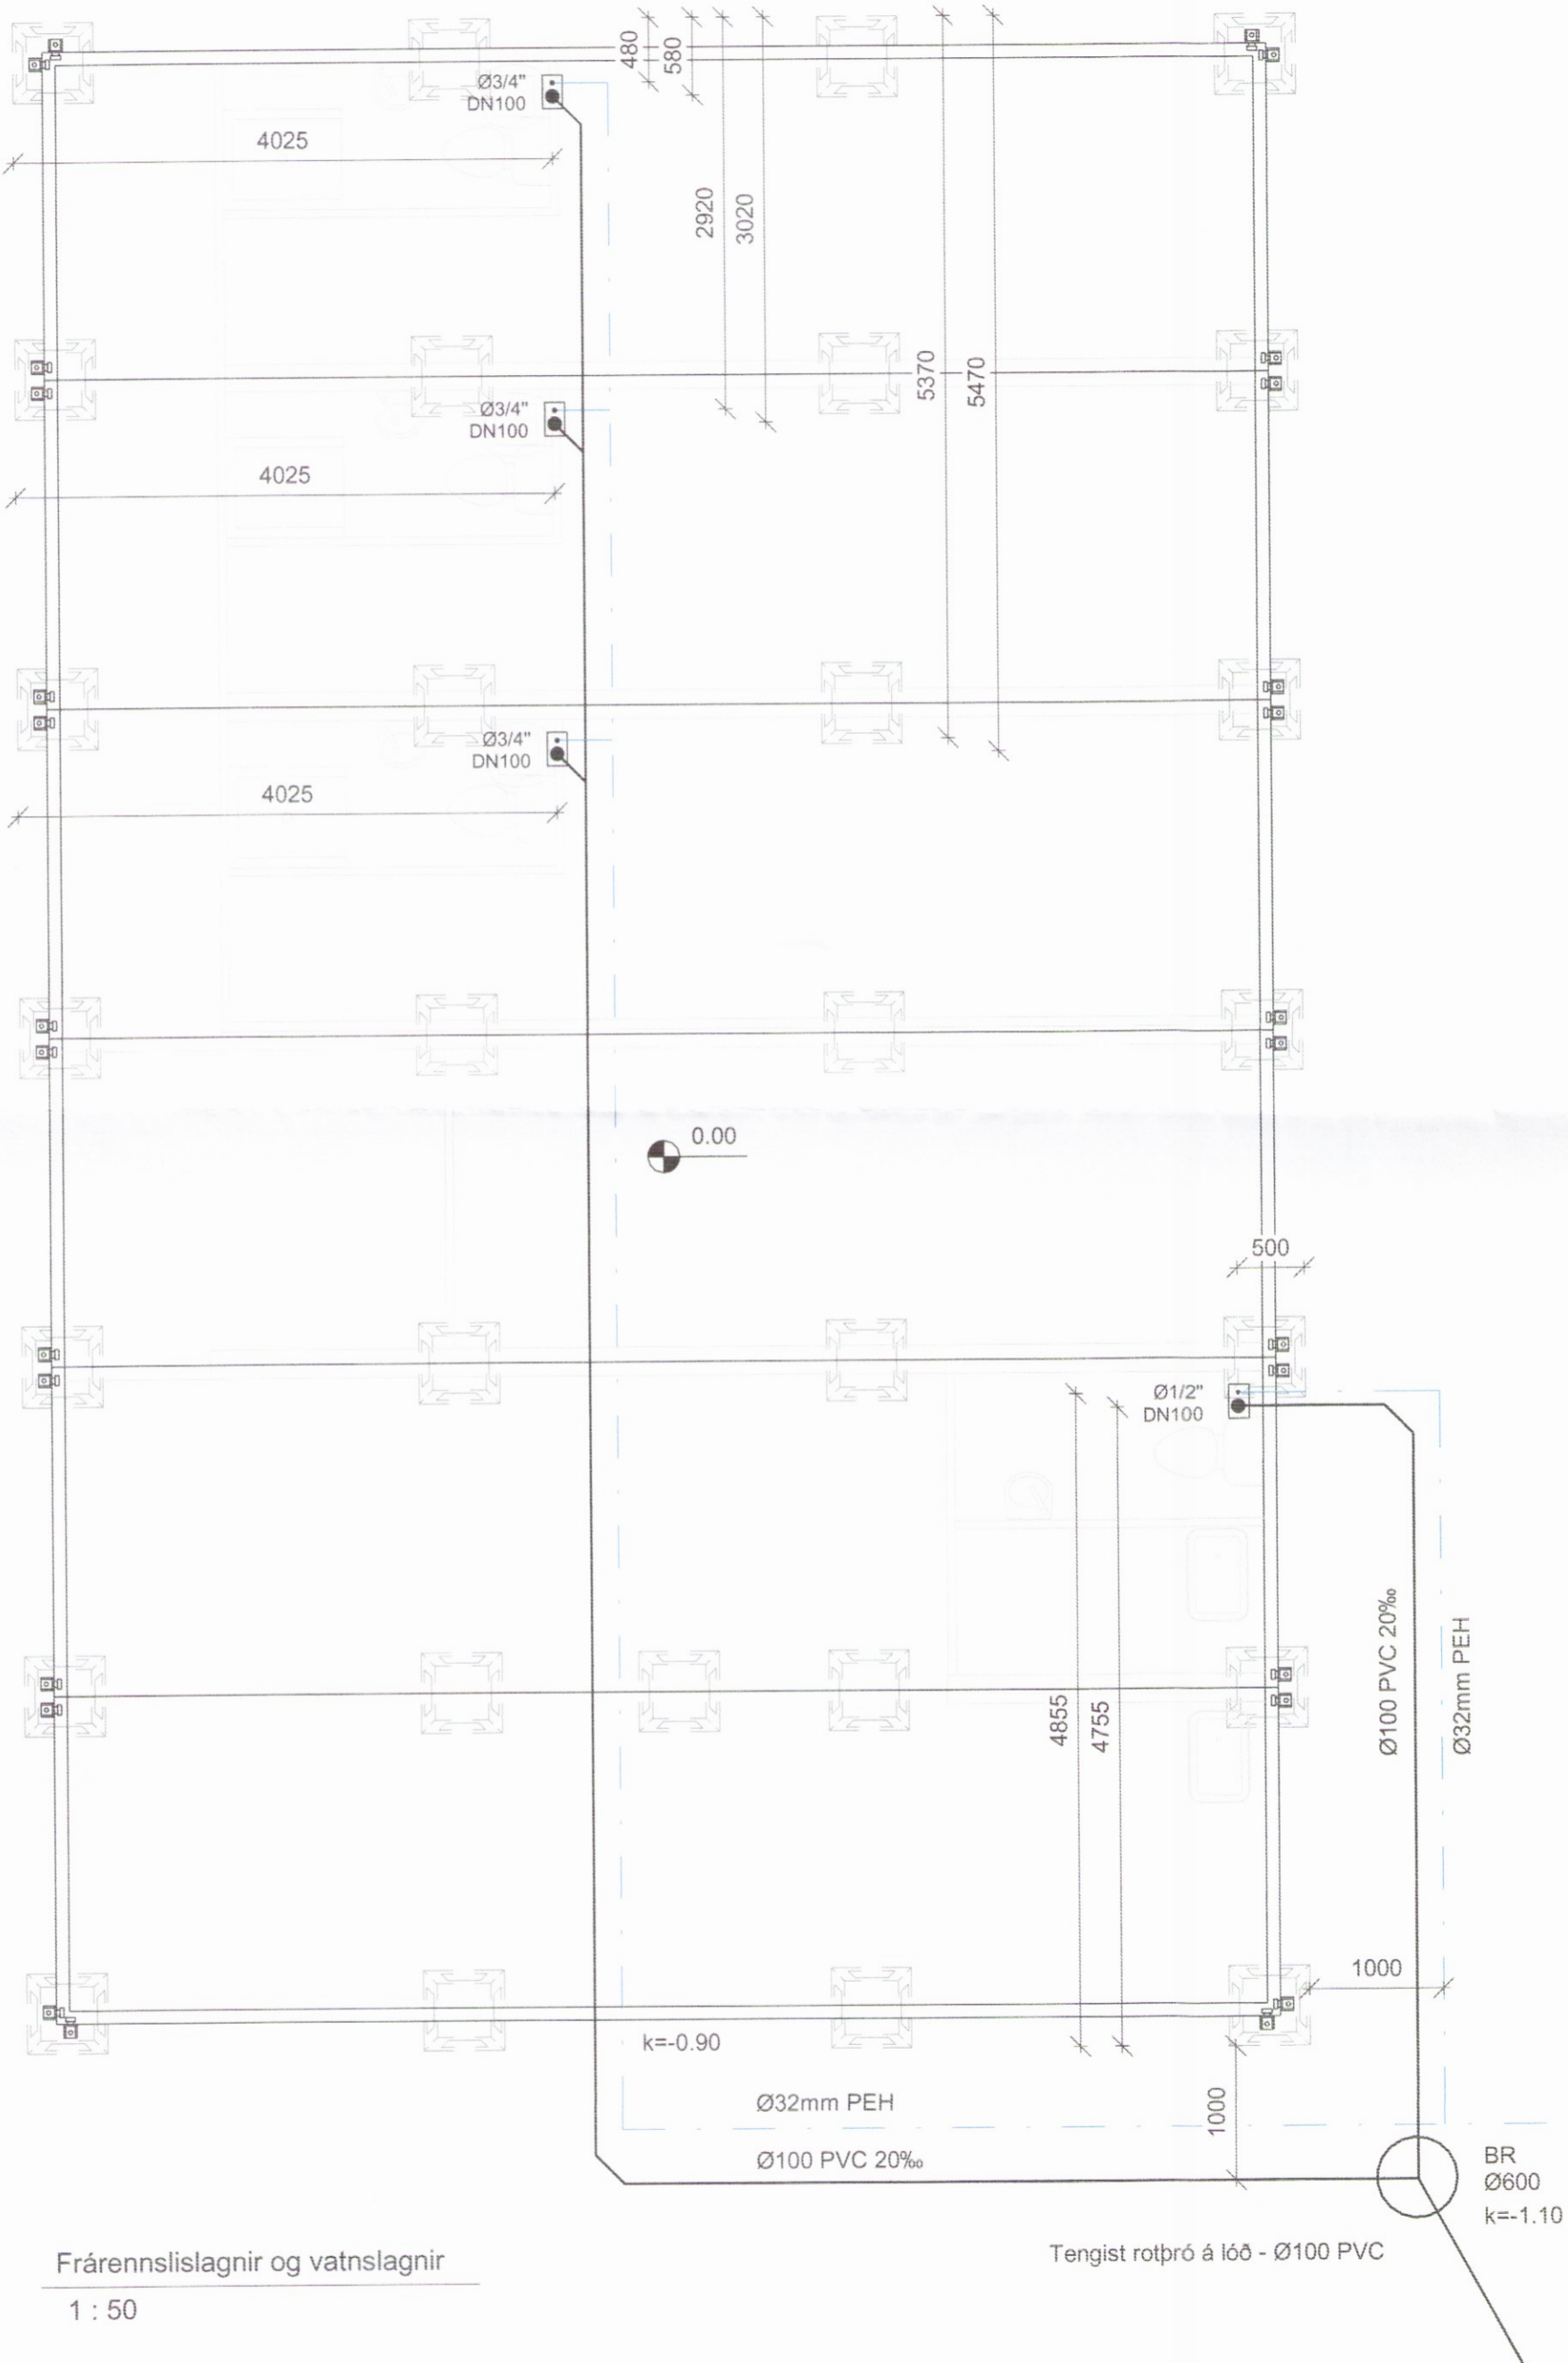 480
580
Ø3/4"
DN100
4025
2920
3020
5370
5470
Ø3/4"
DN100
4025
Ø3/4"
DN100
4025
0.00
500
Ø1/2"
DN100
4855
4755
Ø100 PVC 20‰
Ø32mm PEH
1000
k=-0.90
Ø32mm PEH
1000
Ø100 PVC 20‰
BR
Ø600
k=-1.10
Tengist rotþró á lóð - Ø100 PVC
Frárennslislagnir og vatnslagnir
1 : 50